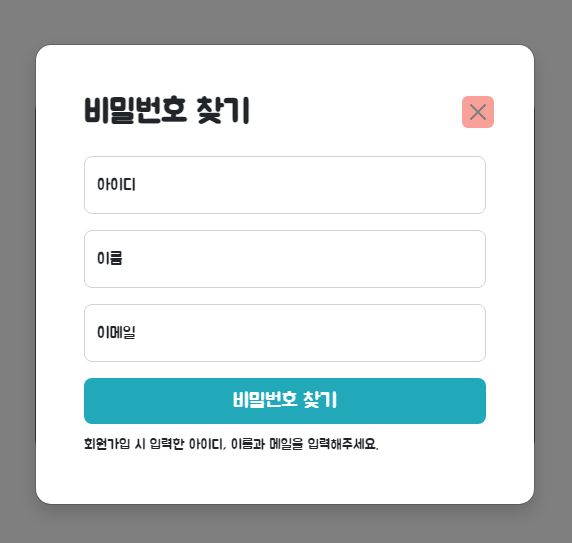 비밀번호 찾기
아이디
이름
이메일
비밀번호 찾기
회원가입 시 입력한 아이디, 이름과 메일을 입력해주세요.